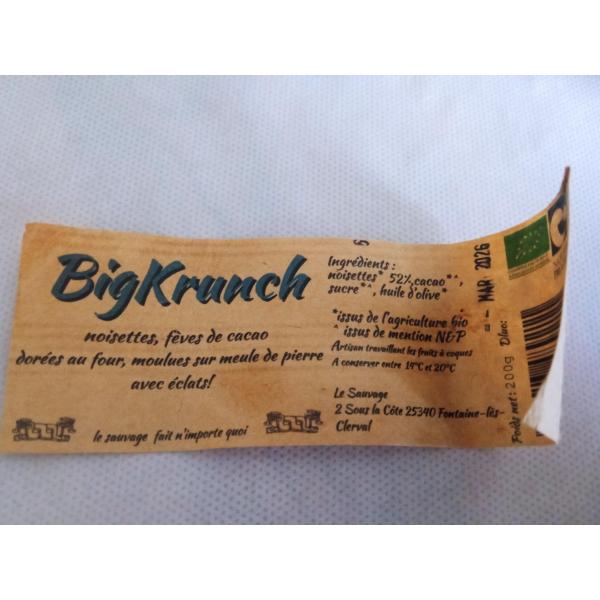 BigKrunch
noisettes, fèves de cacao
dorées au four, moulues sur meule de pierre
avec éclats!
le sauvage fait n'importe quoi
Ingrédients :
noisettes* 52%,cacao*^,
sucre*^, huile d'olive*
*issus de l'agriculture bio
^ issus de mention N&P
Artisan travaillant les fruits à coques
A conserver entre 14°C et 20°C
Le Sauvage
2 Sous la Côte 25340 Fontaine-lès-
Clerval
Poids net: 200g Dluo:
MAR 2026